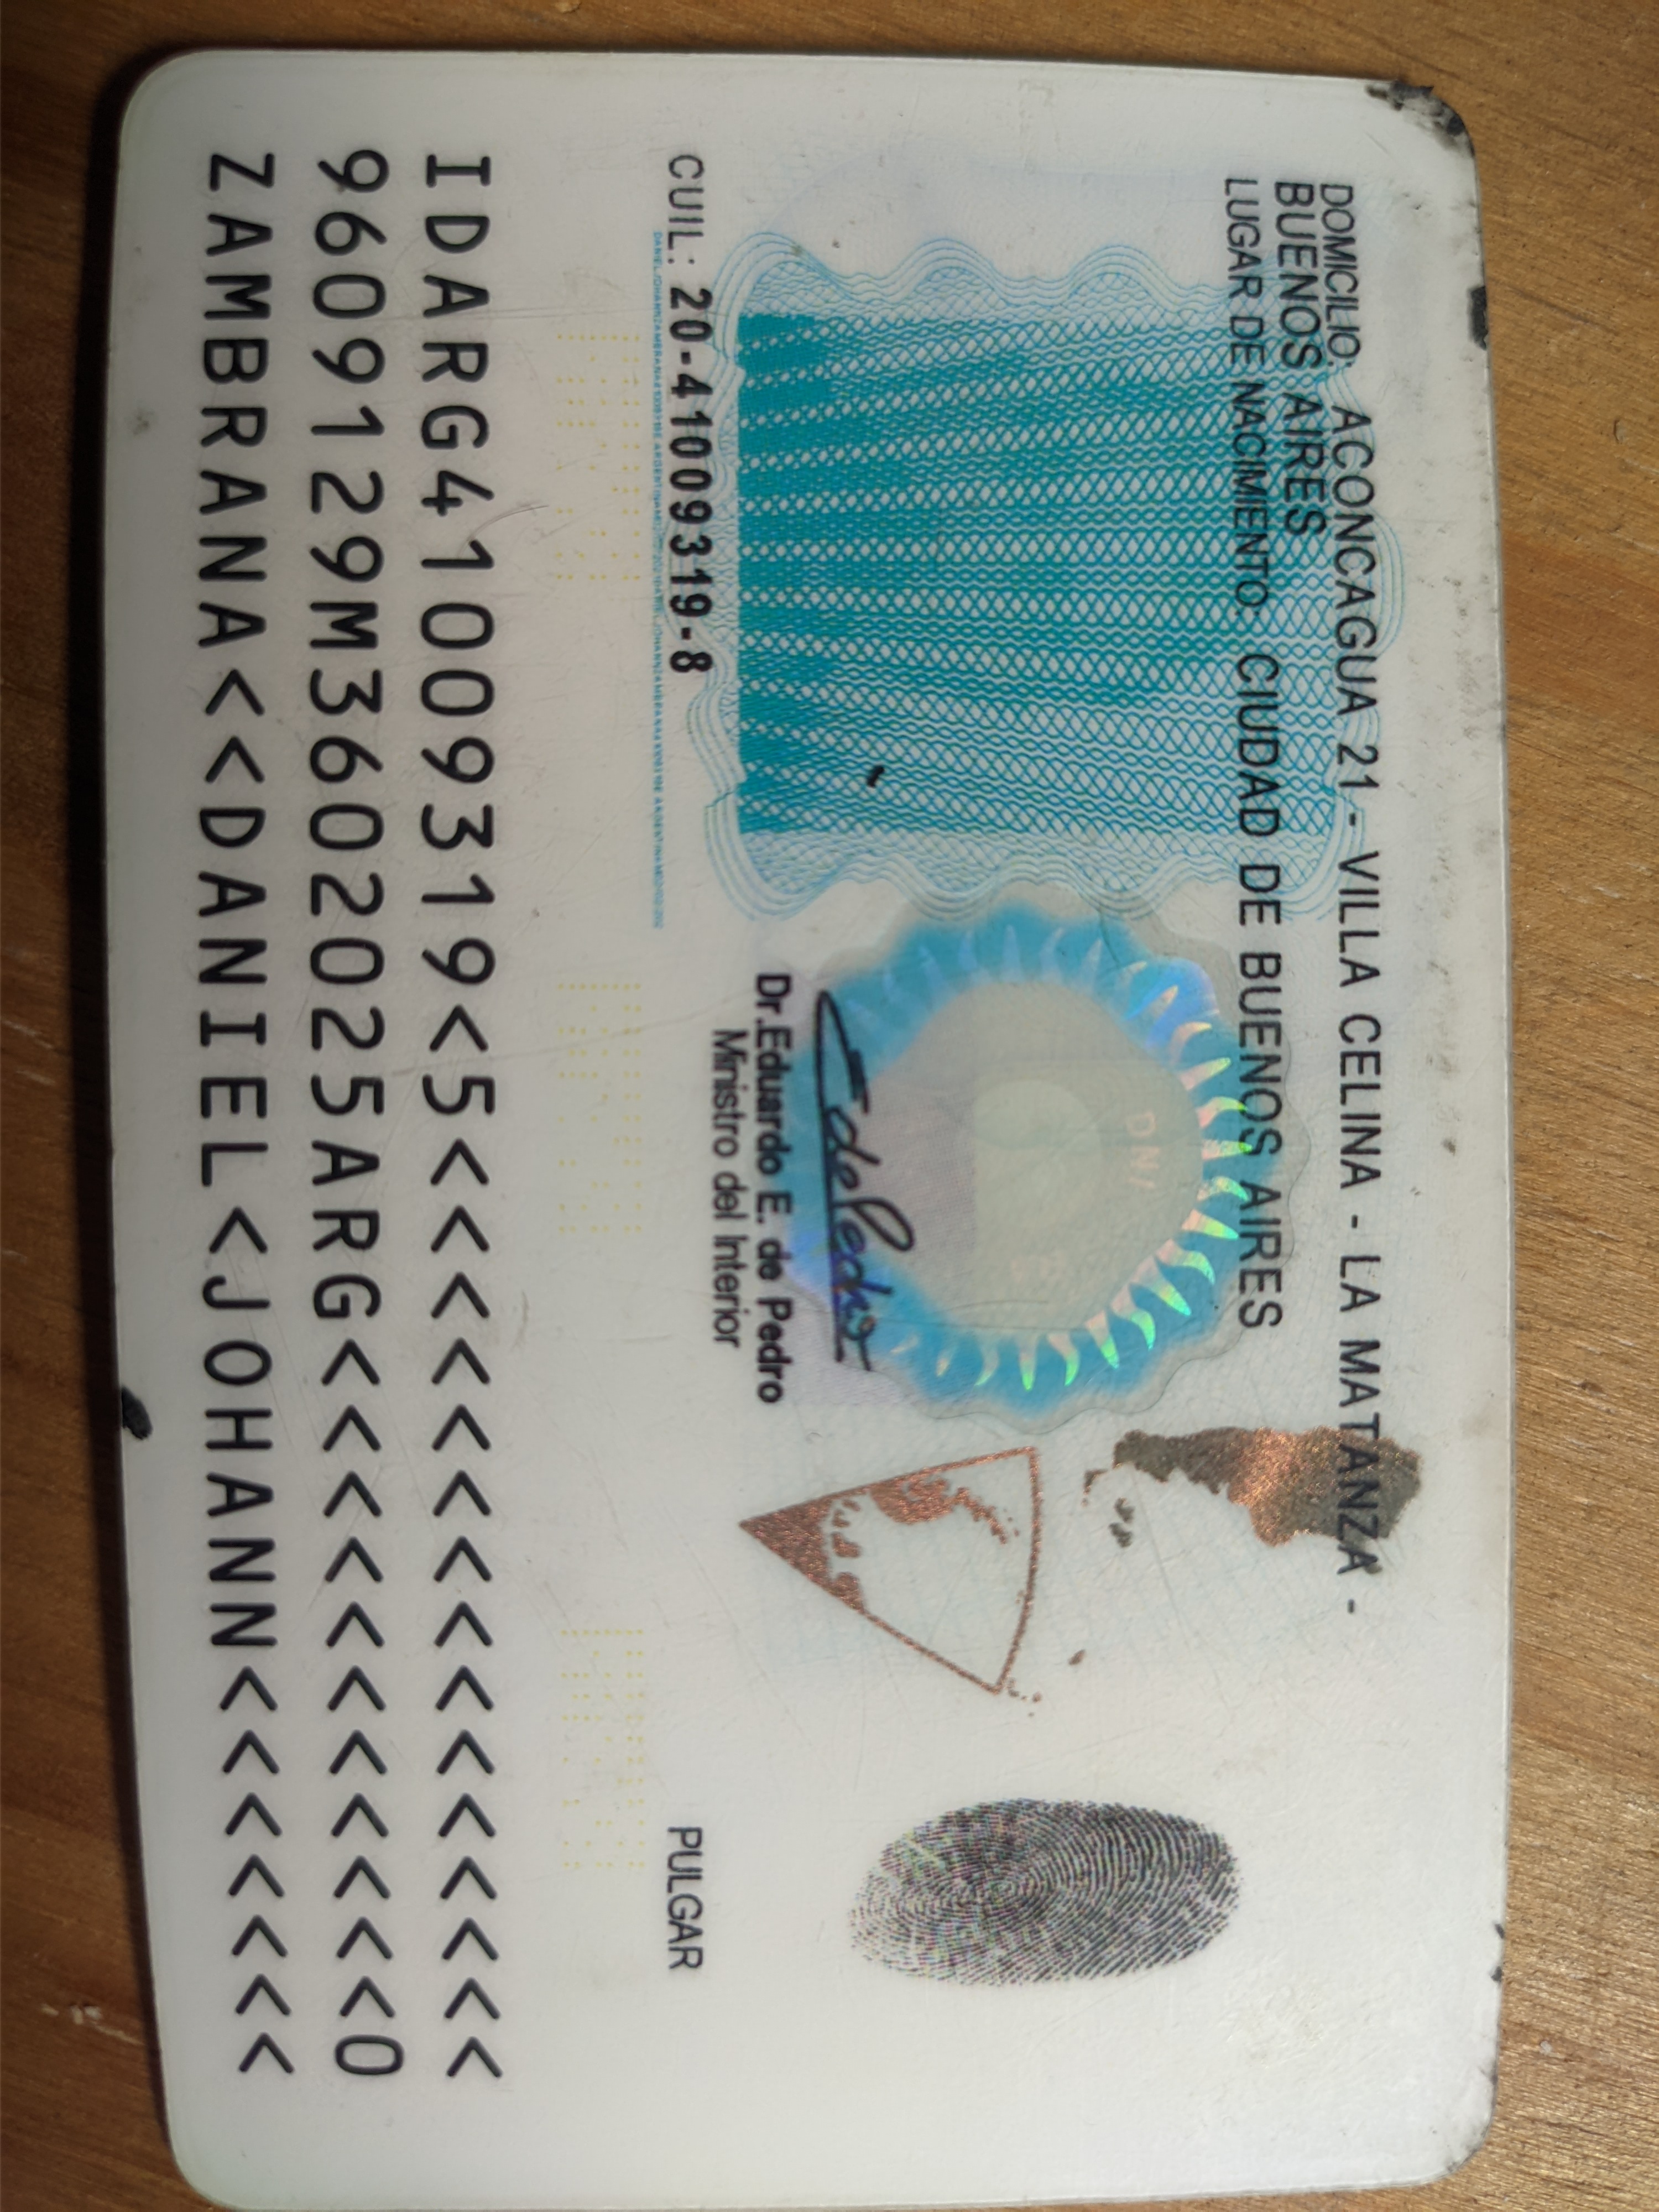 DOMICILIO: ACONCAGUA 21 - VILLA CELINA - LA MATANZA -
BUENOS AIRES
LUGAR DE NACIMIENTO: CIUDAD DE BUENOS AIRES
DNI
Dr.Eduardo E. de Pedro
Ministro del Interior
CUIL: 20-41009319-8
PULGAR
IDARG41009319<5<<<<<<<<<<<<<<<
9609129M3602025ARG<<<<<<<<<<<0
ZAMBRANA<<DANIEL<JOHANN<<<<<<<